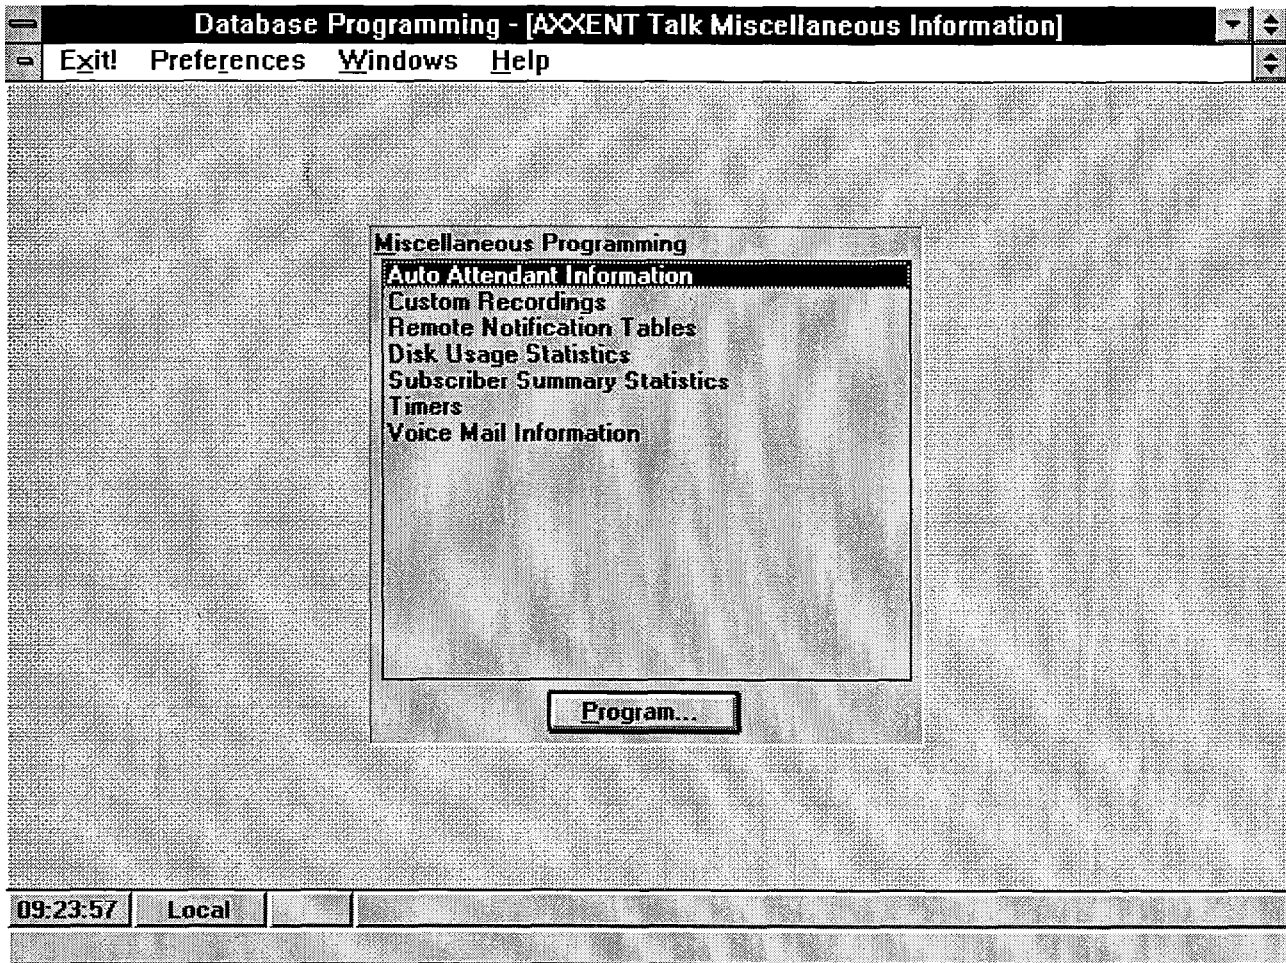 Database Programming - [AXXENT Talk Miscellaneous Information]
Exit! Preferences Windows Help
Miscellaneous Programming
Auto Attendant Information
Custom Recordings
Remote Notification Tables
Disk Usage Statistics
Subscriber Summary Statistics
Timers
Voice Mail Information
Program...
09:23:57 Local